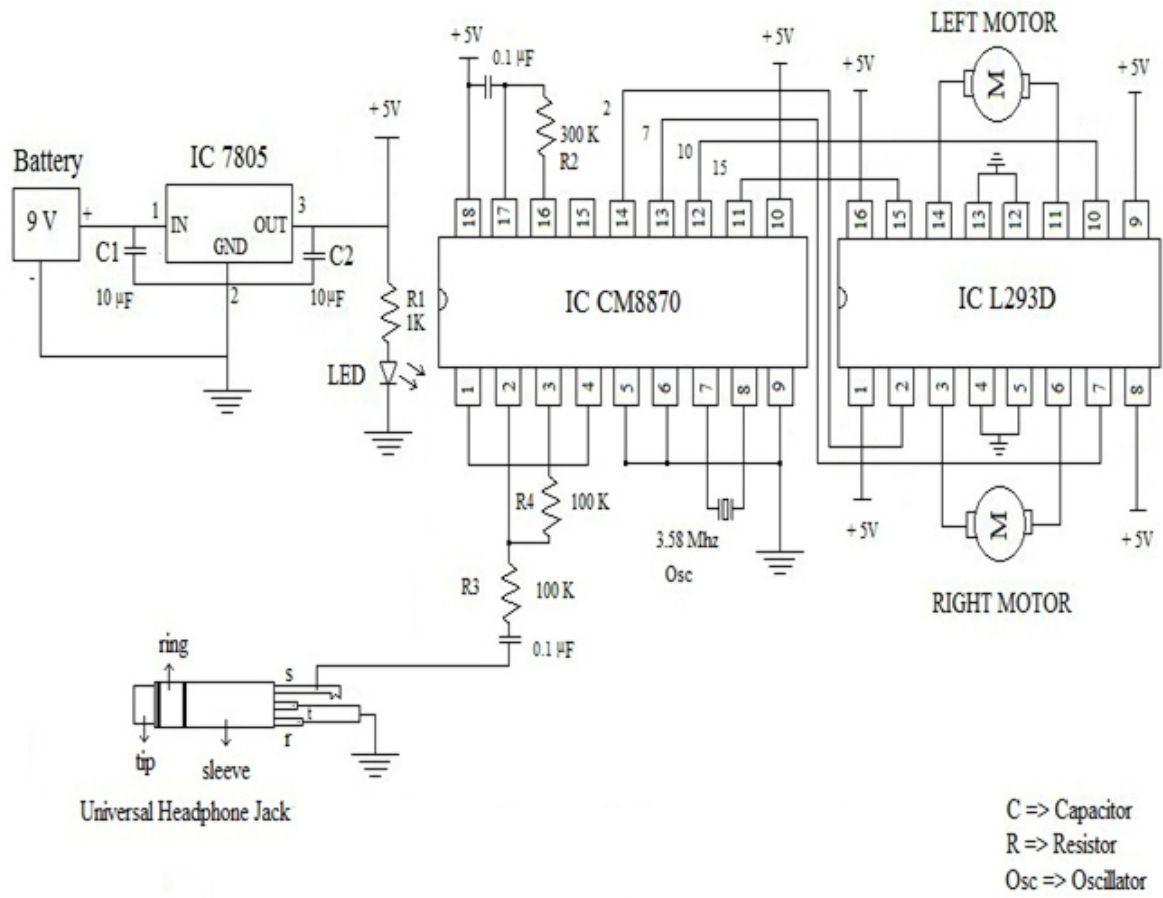 LEFT MOTOR
+ 5V
0.1 µF
+ 5V
+ 5V
+ 5V
+ 5V
2
7
10
15
300 K
R2
M
Battery
9 V
+
-
IC 7805
1
IN
OUT
3
GND
2
C1
10 µF
C2
10µF
R1
1K
LED
18
17
16
15
14
13
12
11
10
IC CM8870
1
2
3
4
5
6
7
8
9
16
15
14
13
12
11
10
9
IC L293D
1
2
3
4
5
6
7
8
R4
100 K
3.58 Mhz
Osc
+ 5V
M
+ 5V
RIGHT MOTOR
R3
100 K
0.1 µF
ring
s
t
r
tip
sleeve
Universal Headphone Jack
C => Capacitor
R => Resistor
Osc => Oscillator